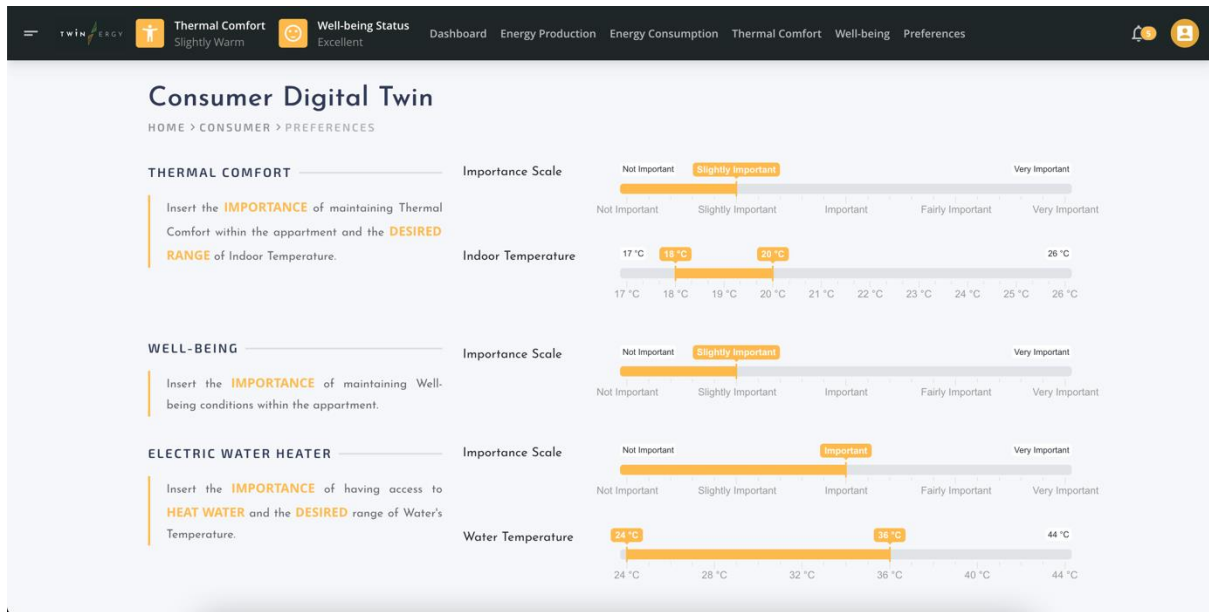 TWINERGY
Thermal Comfort
Slightly Warm
Well-being Status
Excellent
Dashboard Energy Production Energy Consumption Thermal Comfort Well-being Preferences
5
Consumer Digital Twin
HOME > CONSUMER > PREFERENCES
THERMAL COMFORT
Insert the IMPORTANCE of maintaining Thermal
Comfort within the appartment and the DESIRED
RANGE of Indoor Temperature.
Importance Scale
Not Important Slightly Important Very Important
Not Important Slightly Important Important Fairly Important Very Important
Indoor Temperature
17 °C 18 °C 20 °C 26 °C
17 °C 18 °C 19 °C 20 °C 21 °C 22 °C 23 °C 24 °C 25 °C 26 °C
WELL-BEING
Insert the IMPORTANCE of maintaining Well-
being conditions within the appartment.
Importance Scale
Not Important Slightly Important Very Important
Not Important Slightly Important Important Fairly Important Very Important
ELECTRIC WATER HEATER
Insert the IMPORTANCE of having access to
HEAT WATER and the DESIRED range of Water's
Temperature.
Importance Scale
Not Important Important Very Important
Not Important Slightly Important Important Fairly Important Very Important
Water Temperature
24 °C 36 °C 44 °C
24 °C 28 °C 32 °C 36 °C 40 °C 44 °C